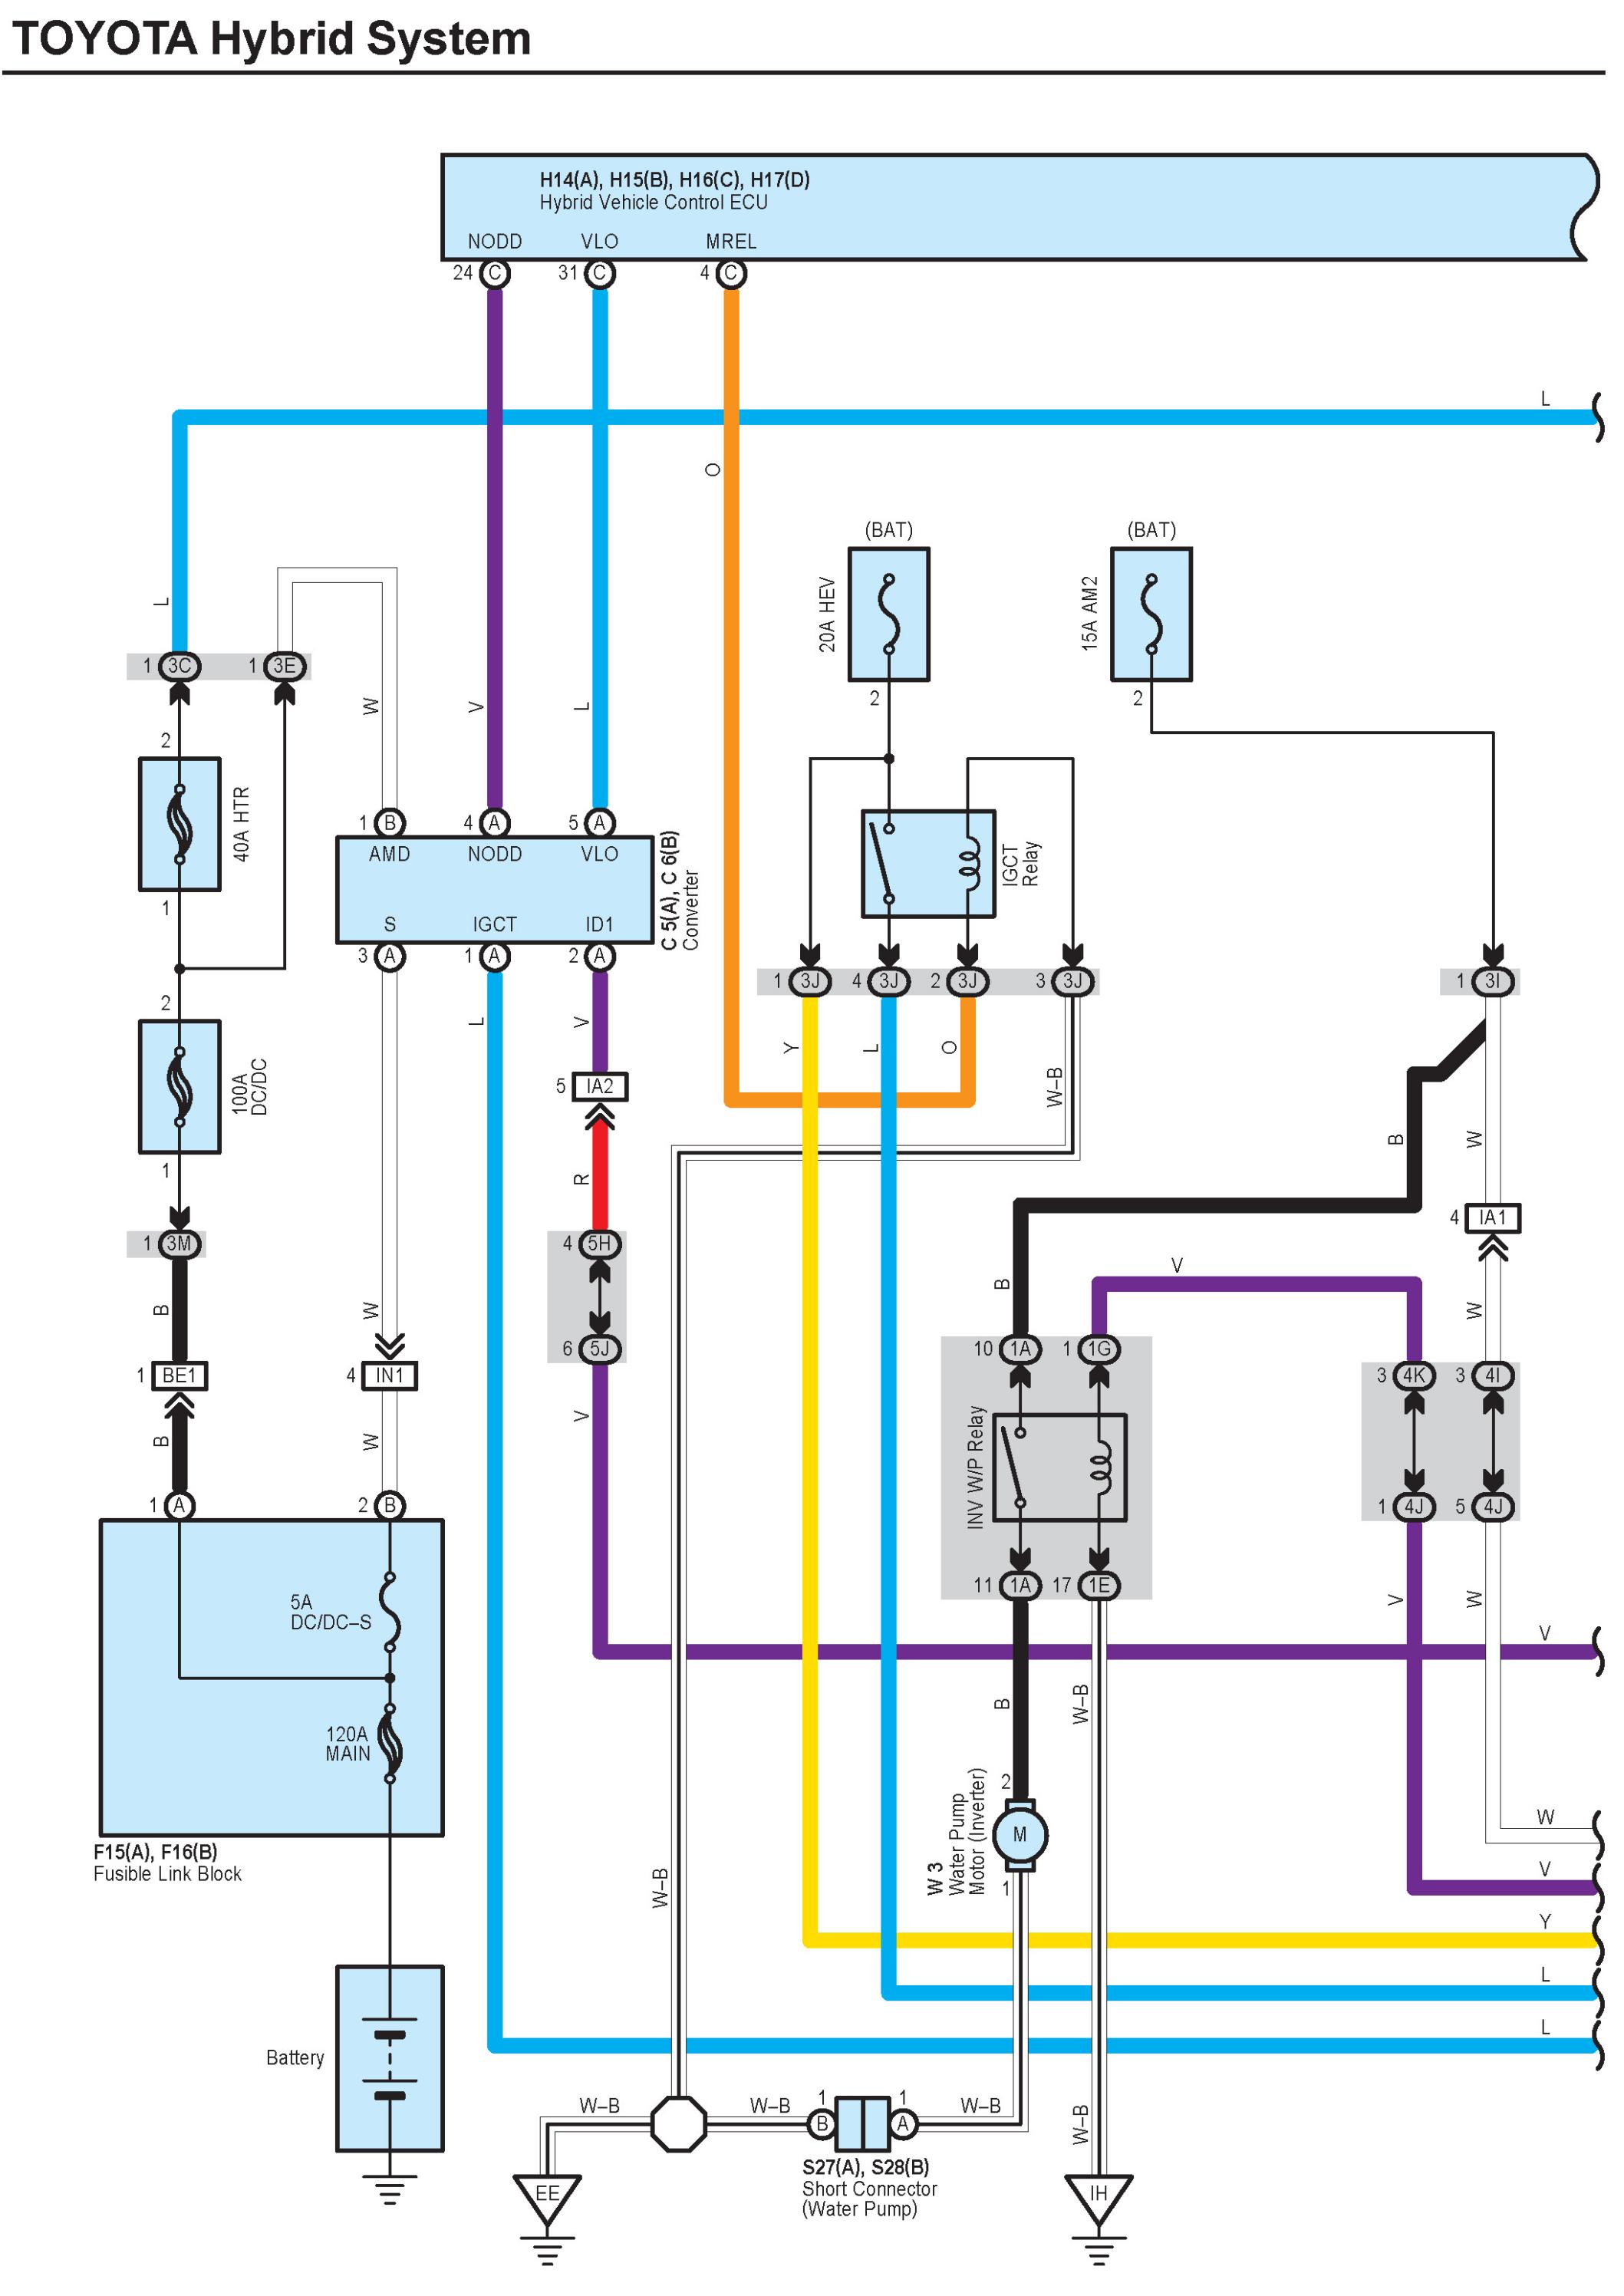 TOYOTA Hybrid System
H14(A), H15(B), H16(C), H17(D)
Hybrid Vehicle Control ECU
NODD VLO MREL
24 C 31 C 4 C
L
O
(BAT) (BAT)
20A HEV
15A AM2
L
1 3C 1 3E
W
V
L
2 2
2
40A HTR
1 B 4 A 5 A
AMD NODD VLO
S IGCT ID1
C 5(A), C 6(B)
Converter
IGCT
Relay
1
3 A 1 A 2 A
1 3J 4 3J 2 3J 3 3J 1 3I
2
L
V
Y
L
O
W–B
100A
DC/DC
5 IA2
B
W
1
R
4 IA1
1 3M
4 5H
V
B
W
B
W
6 5J
10 1A 1 1G
1 BE1
4 IN1
3 4K 3 4I
B
W
V
INV W/P Relay
1 A 2 B
1 4J 5 4J
11 1A 17 1E
5A
DC/DC–S
V
W
V
120A
MAIN
B
W–B
2
W 3
Water Pump
Motor (Inverter)
M
1
W
F15(A), F16(B)
Fusible Link Block
V
W–B
Y
L
L
Battery
W–B W–B 1 1 W–B
B A
W–B
S27(A), S28(B)
Short Connector
(Water Pump)
EE IH